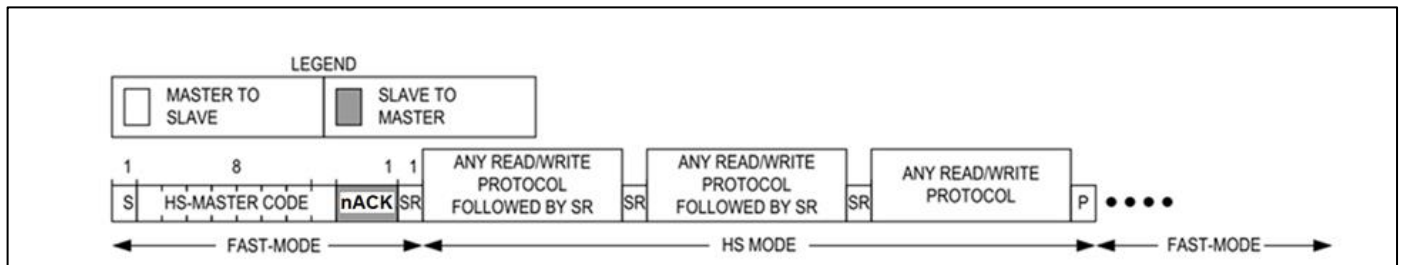 LEGEND
MASTER TO
SLAVE
SLAVE TO
MASTER
1 8 1 1
S HS-MASTER CODE nACK SR
ANY READ/WRITE
PROTOCOL
FOLLOWED BY SR
SR
ANY READ/WRITE
PROTOCOL
FOLLOWED BY SR
SR
ANY READ/WRITE
PROTOCOL
P
FAST-MODE HS MODE FAST-MODE